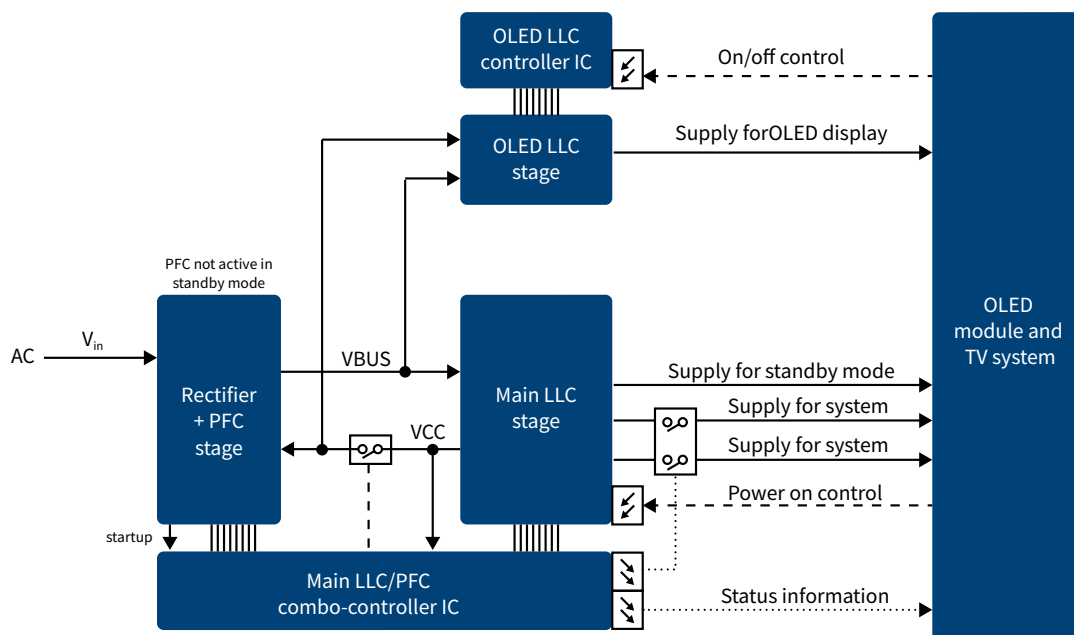 OLED LLC
controller IC
On/off control
OLED LLC
stage
Supply forOLED display
PFC not active in
standby mode
AC
Vin
Rectifier
+ PFC
stage
VBUS
VCC
Main LLC
stage
Supply for standby mode
Supply for system
Supply for system
Power on control
OLED
module and
TV system
startup
Main LLC/PFC
combo-controller IC
Status information